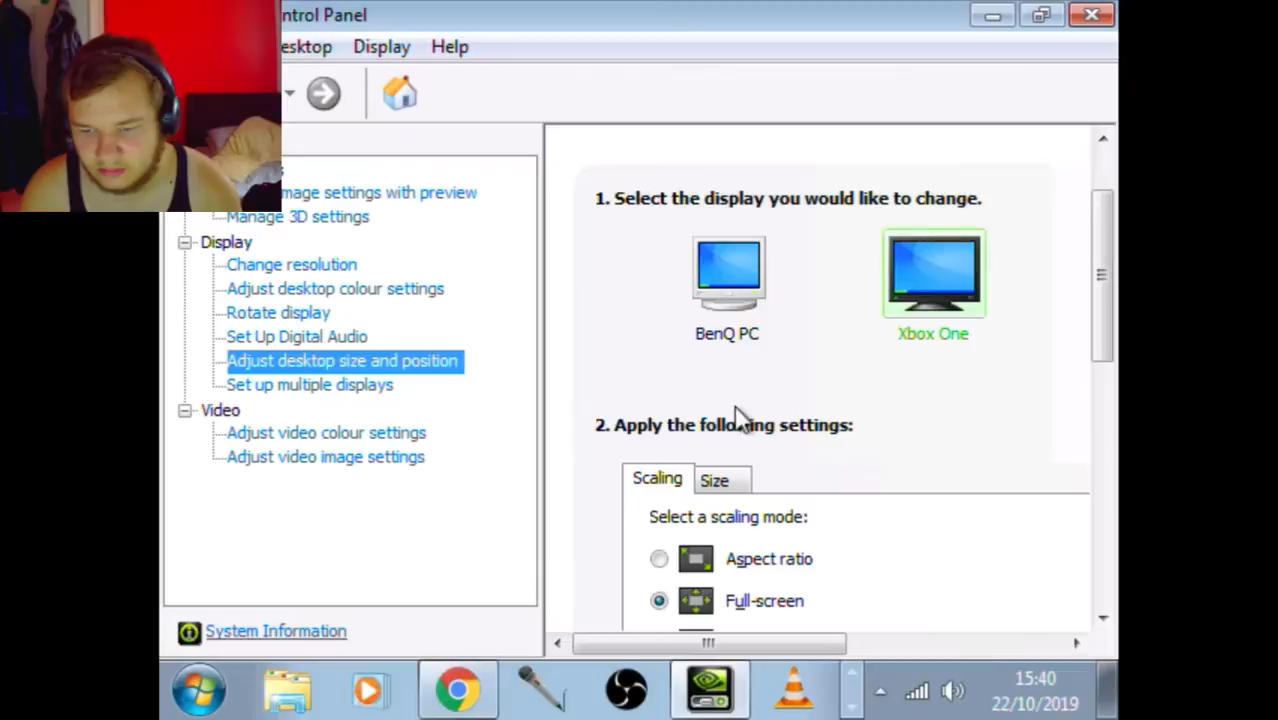 ntrol Panel
esktop Display Help
mage settings with preview
Manage 3D settings
Display
Change resolution
Adjust desktop colour settings
Rotate display
Set Up Digital Audio
Adjust desktop size and position
Set up multiple displays
Video
Adjust video colour settings
Adjust video image settings
System Information
1. Select the display you would like to change.
BenQ PC
Xbox One
2. Apply the following settings:
Scaling
Size
Select a scaling mode:
Aspect ratio
Full-screen
15:40
22/10/2019